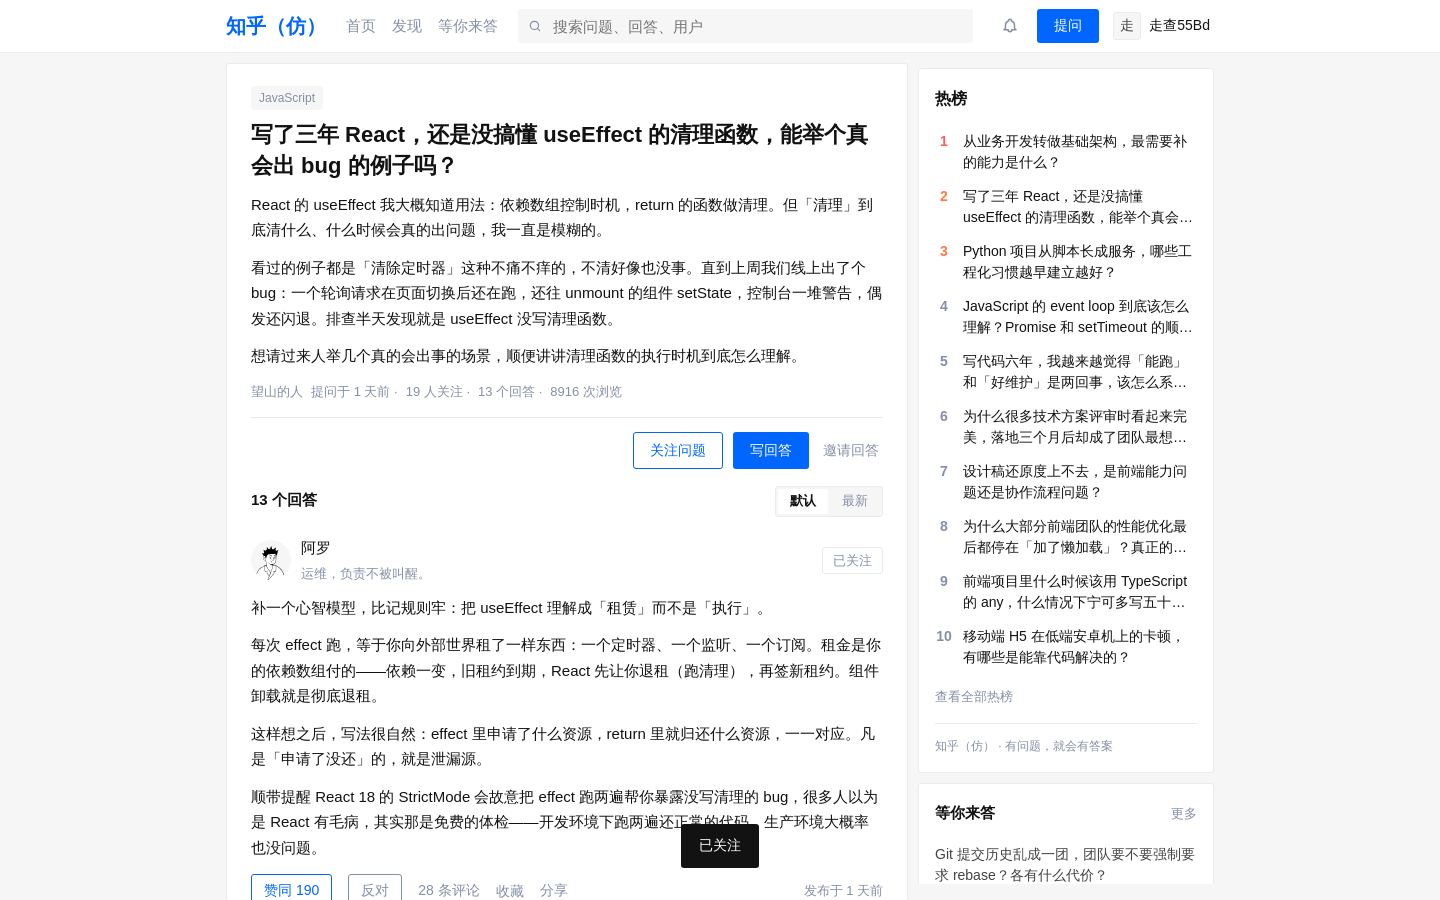 知乎（仿）
首页 发现 等你来答
搜索问题、回答、用户
提问
走 走查55Bd
JavaScript
写了三年 React，还是没搞懂 useEffect 的清理函数，能举个真
会出 bug 的例子吗？
React 的 useEffect 我大概知道用法：依赖数组控制时机，return 的函数做清理。但「清理」到
底清什么、什么时候会真的出问题，我一直是模糊的。
看过的例子都是「清除定时器」这种不痛不痒的，不清好像也没事。直到上周我们线上出了个
bug：一个轮询请求在页面切换后还在跑，还往 unmount 的组件 setState，控制台一堆警告，偶
发还闪退。排查半天发现就是 useEffect 没写清理函数。
想请过来人举几个真的会出事的场景，顺便讲讲清理函数的执行时机到底怎么理解。
望山的人 提问于 1 天前 · 19 人关注 · 13 个回答 · 8916 次浏览
关注问题 写回答 邀请回答
13 个回答
默认 最新
阿罗
运维，负责不被叫醒。
已关注
补一个心智模型，比记规则牢：把 useEffect 理解成「租赁」而不是「执行」。
每次 effect 跑，等于你向外部世界租了一样东西：一个定时器、一个监听、一个订阅。租金是你
的依赖数组付的——依赖一变，旧租约到期，React 先让你退租（跑清理），再签新租约。组件
卸载就是彻底退租。
这样想之后，写法很自然：effect 里申请了什么资源，return 里就归还什么资源，一一对应。凡
是「申请了没还」的，就是泄漏源。
顺带提醒 React 18 的 StrictMode 会故意把 effect 跑两遍帮你暴露没写清理的 bug，很多人以为
是 React 有毛病，其实那是免费的体检——开发环境下跑两遍还正常的代码，生产环境大概率
也没问题。
已关注
赞同 190 反对 28 条评论 收藏 分享 发布于 1 天前
热榜
1 从业务开发转做基础架构，最需要补
的能力是什么？
2 写了三年 React，还是没搞懂
useEffect 的清理函数，能举个真会…
3 Python 项目从脚本长成服务，哪些工
程化习惯越早建立越好？
4 JavaScript 的 event loop 到底该怎么
理解？Promise 和 setTimeout 的顺…
5 写代码六年，我越来越觉得「能跑」
和「好维护」是两回事，该怎么系…
6 为什么很多技术方案评审时看起来完
美，落地三个月后却成了团队最想…
7 设计稿还原度上不去，是前端能力问
题还是协作流程问题？
8 为什么大部分前端团队的性能优化最
后都停在「加了懒加载」？真正的…
9 前端项目里什么时候该用 TypeScript
的 any，什么情况下宁可多写五十…
10 移动端 H5 在低端安卓机上的卡顿，
有哪些是能靠代码解决的？
查看全部热榜
知乎（仿） · 有问题，就会有答案
等你来答 更多
Git 提交历史乱成一团，团队要不要强制要
求 rebase？各有什么代价？